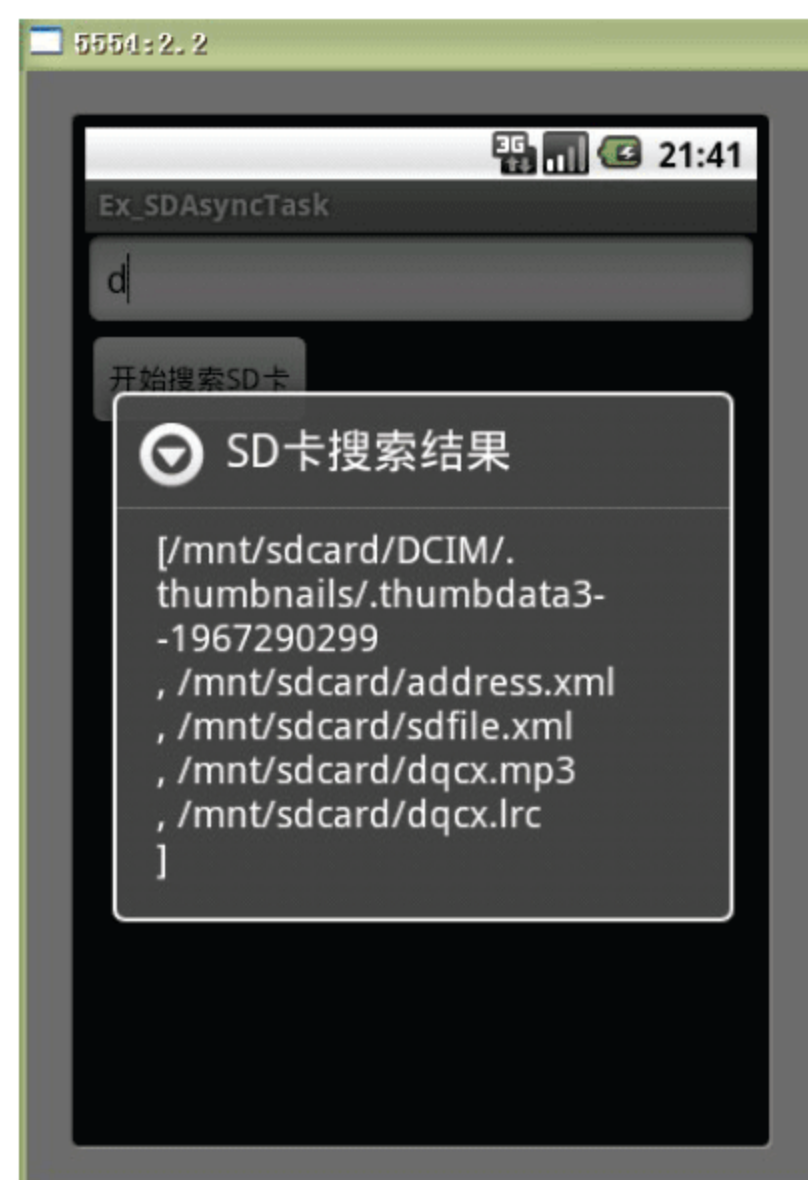 5554:2.2
3G
21:41
Ex_SDAsyncTask
d
开始搜索SD卡
SD卡搜索结果
[/mnt/sdcard/DCIM/.
thumbnails/.thumbdata3-
-1967290299
, /mnt/sdcard/address.xml
, /mnt/sdcard/sdfile.xml
, /mnt/sdcard/dqcx.mp3
, /mnt/sdcard/dqcx.lrc
]